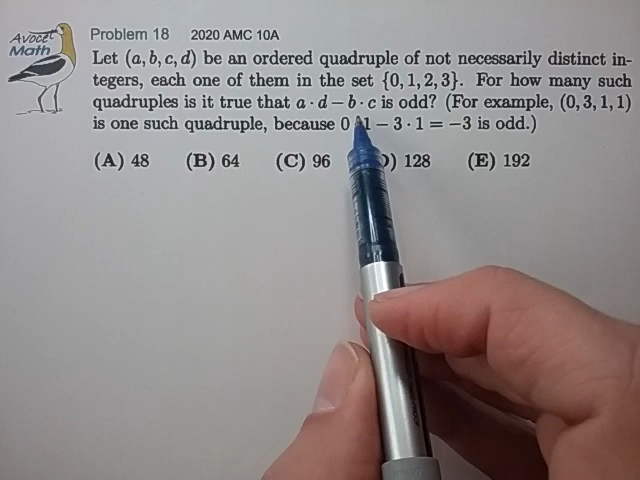 Avocet
Math
Problem 18 2020 AMC 10A
Let (a, b, c, d) be an ordered quadruple of not necessarily distinct in-
tegers, each one of them in the set {0, 1, 2, 3}. For how many such
quadruples is it true that a · d − b · c is odd? (For example, (0, 3, 1, 1)
is one such quadruple, because 0 · 1 − 3 · 1 = −3 is odd.)
(A) 48 (B) 64 (C) 96 D) 128 (E) 192